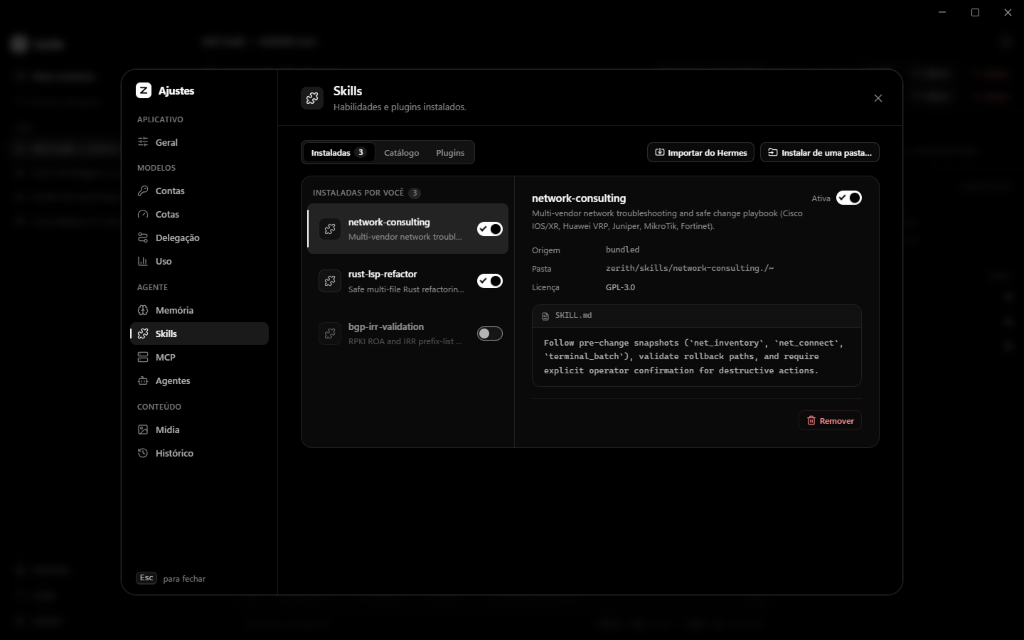 Z Ajustes
APLICATIVO
Geral
MODELOS
Contas
Cotas
Delegação
Uso
AGENTE
Memória
Skills
MCP
Agentes
CONTEÚDO
Mídia
Histórico
Esc para fechar
Skills
Habilidades e plugins instalados.
Instaladas 3 Catálogo Plugins
Importar do Hermes Instalar de uma pasta...
INSTALADAS POR VOCÊ 3
network-consulting
Multi-vendor network troubl...
rust-lsp-refactor
Safe multi-file Rust refactorin...
bgp-irr-validation
RPKI ROA and IRR prefix-list ...
network-consulting
Ativa
Multi-vendor network troubleshooting and safe change playbook (Cisco
IOS/XR, Huawei VRP, Juniper, MikroTik, Fortinet).
Origem bundled
Pasta zerith/skills/network-consulting./~
Licença GPL-3.0
SKILL.md
Follow pre-change snapshots (`net_inventory`, `net_connect`,
`terminal_batch`), validate rollback paths, and require
explicit operator confirmation for destructive actions.
Remover